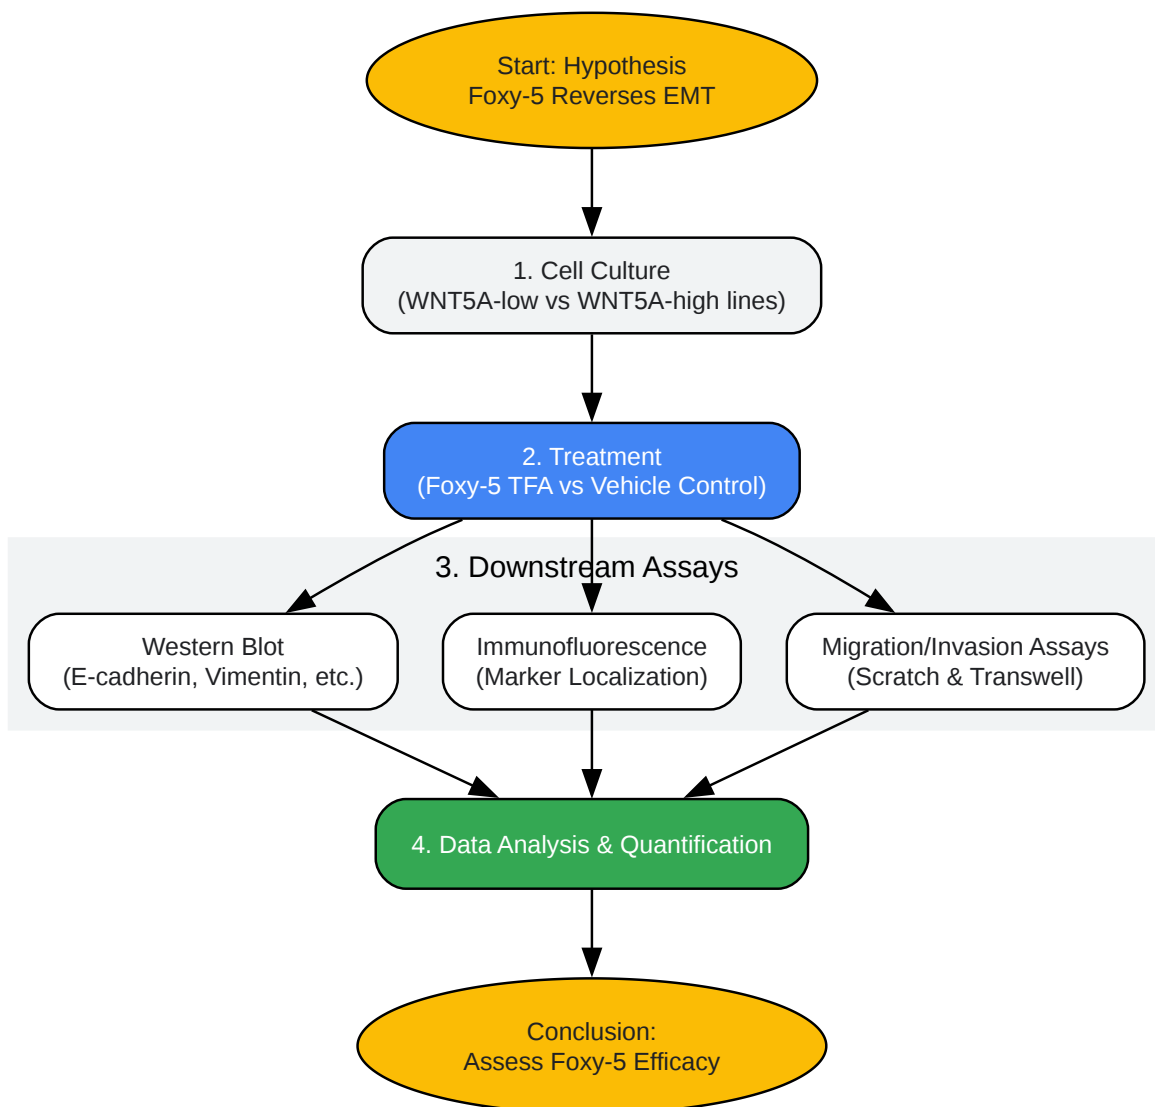 Start: Hypothesis
Foxy-5 Reverses EMT
1. Cell Culture
(WNT5A-low vs WNT5A-high lines)
2. Treatment
(Foxy-5 TFA vs Vehicle Control)
3. Downstream Assays
Western Blot
(E-cadherin, Vimentin, etc.)
Immunofluorescence
(Marker Localization)
Migration/Invasion Assays
(Scratch & Transwell)
4. Data Analysis & Quantification
Conclusion:
Assess Foxy-5 Efficacy